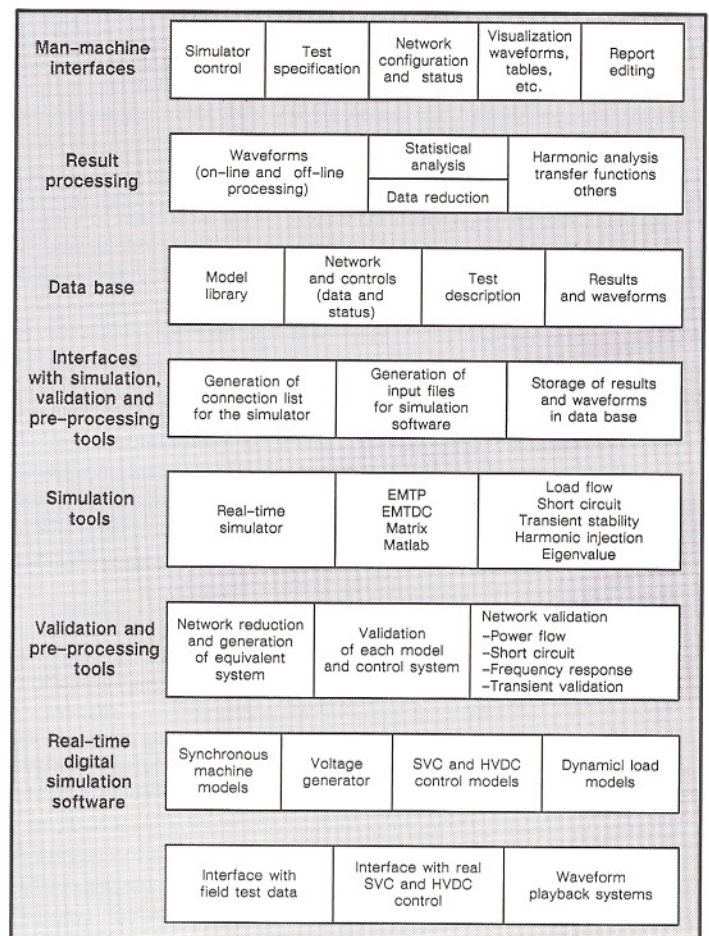 Man-machine
interfaces
Simulator
control
Test
specification
Network
configuration
and status
Visualization
waveforms,
tables,
etc.
Report
editing
Result
processing
Waveforms
(on-line and off-line
processing)
Statistical
analysis
Data reduction
Harmonic analysis
transfer functions
others
Data base
Model
library
Network
and controls
(data and
status)
Test
description
Results
and waveforms
Interfaces
with simulation,
validation and
pre-processing
tools
Generation of
connection list
for the simulator
Generation of
input files
for simulation
software
Storage of results
and waveforms
in data base
Simulation
tools
Real-time
simulator
EMTP
EMTDC
Matrix
Matlab
Load flow
Short circuit
Transient stability
Harmonic injection
Eigenvalue
Validation and
pre-processing
tools
Network reduction
and generation
of equivalent
system
Validation
of each model
and control system
Network validation
-Power flow
-Short circuit
-Frequency response
-Transient validation
Real-time
digital
simulation
software
Synchronous
machine
models
Voltage
generator
SVC and HVDC
control models
Dynamicl load
models
Interface with
field test data
Interface with real
SVC and HVDC
control
Waveform
playback systems